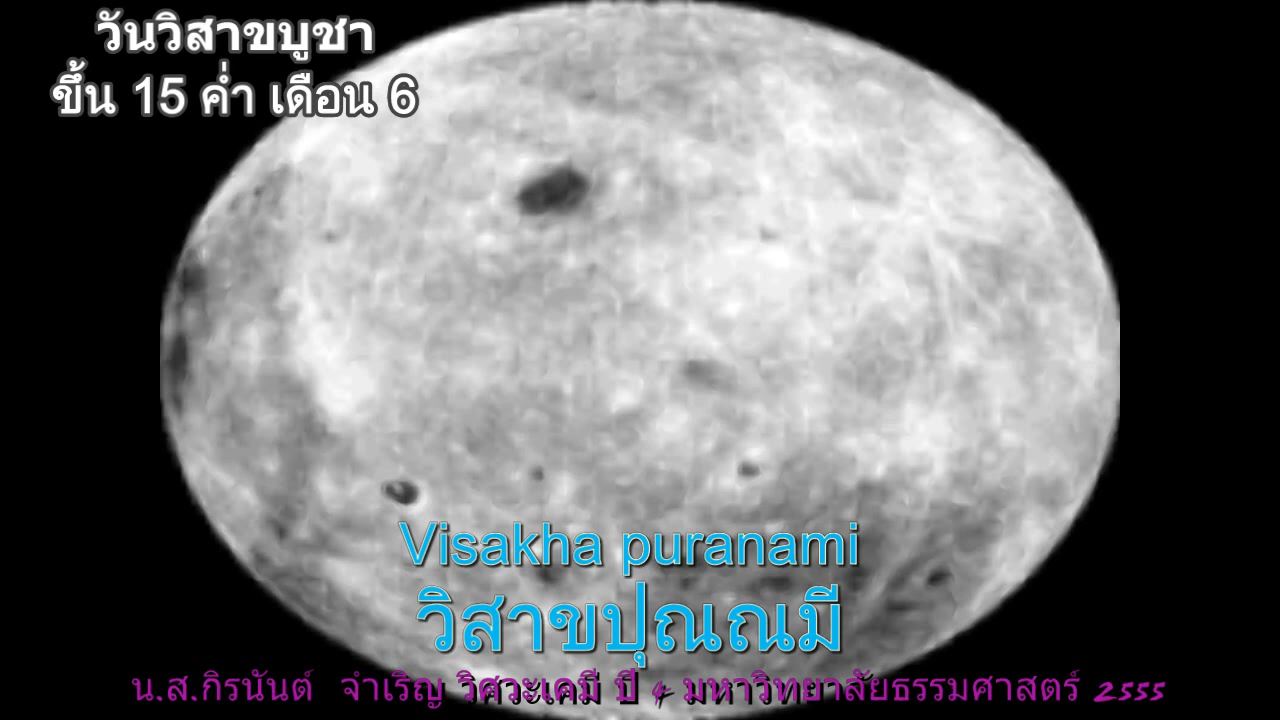 วันวิสาขบูชา
ขึ้น 15 ค่ำ เดือน 6
Visakha puranami
วิสาขปุณณมี
น.ส.กิรนันต์ จำเริญ วิศวะเคมี ปี 4 มหาวิทยาลัยธรรมศาสตร์ 2555